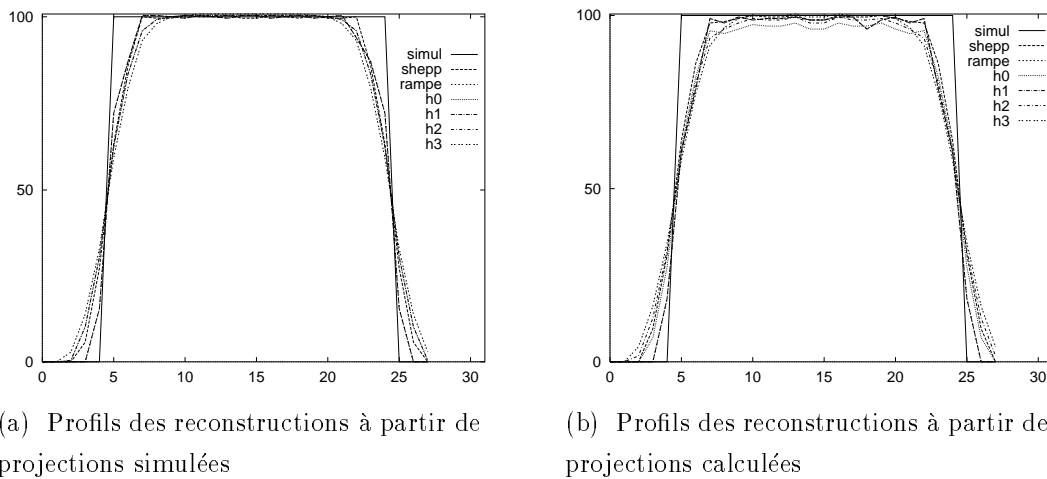 100
50
0
0 5 10 15 20 25 30
simul
shepp
rampe
h0
h1
h2
h3
(a) Profils des reconstructions à partir de
projections simulées
100
50
0
0 5 10 15 20 25 30
simul
shepp
rampe
h0
h1
h2
h3
(b) Profils des reconstructions à partir de
projections calculées